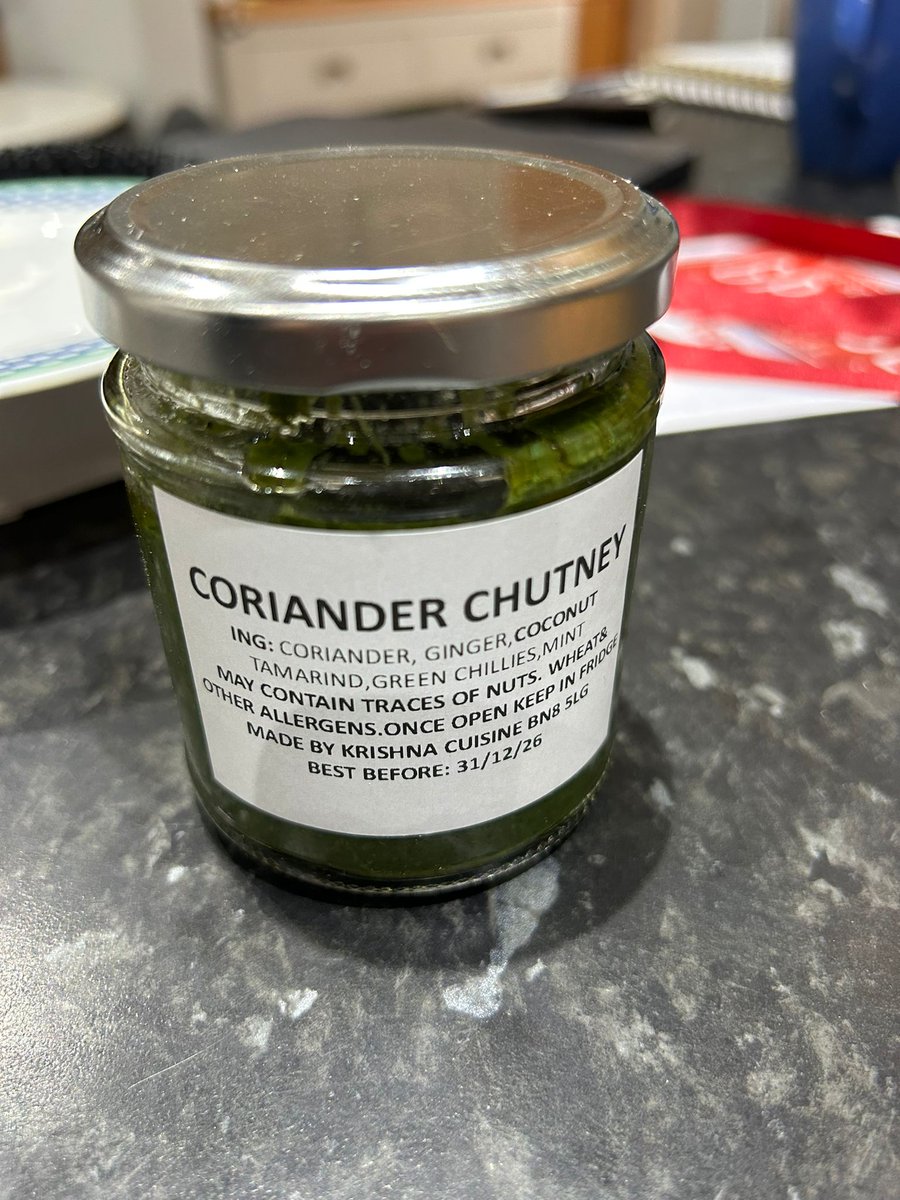 CORIANDER CHUTNEY
ING: CORIANDER, GINGER,COCONUT
TAMARIND,GREEN CHILLIES,MINT
MAY CONTAIN TRACES OF NUTS. WHEAT&
OTHER ALLERGENS.ONCE OPEN KEEP IN FRIDGE
MADE BY KRISHNA CUISINE BN8 5LG
BEST BEFORE: 31/12/26